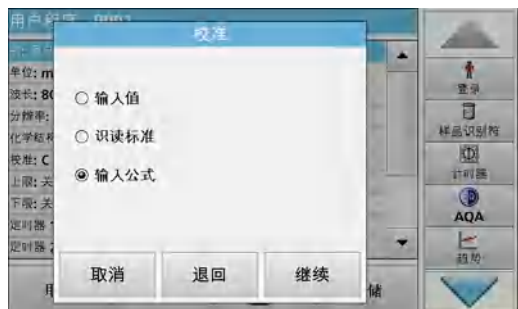 用户程序
校准
单位: m
波长: 80
分辨率:
校准: C
上限: 关
下限: 关
定时器
定时器
输入值
识读标准
输入公式
取消
退回
继续
用
储
登录
样品识别符
计时器
AQA
趋势